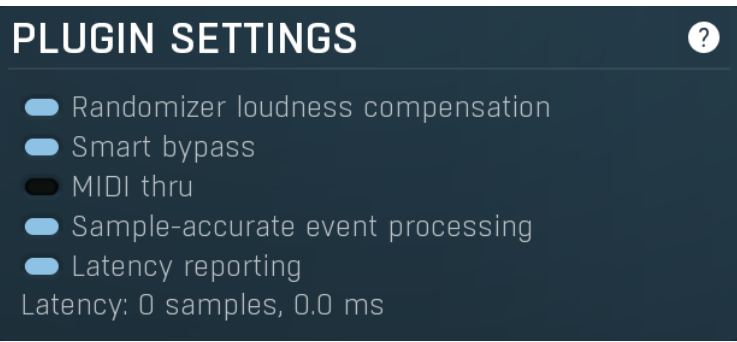 PLUGIN SETTINGS ?
Randomizer loudness compensation
Smart bypass
MIDI thru
Sample-accurate event processing
Latency reporting
Latency: 0 samples, 0.0 ms